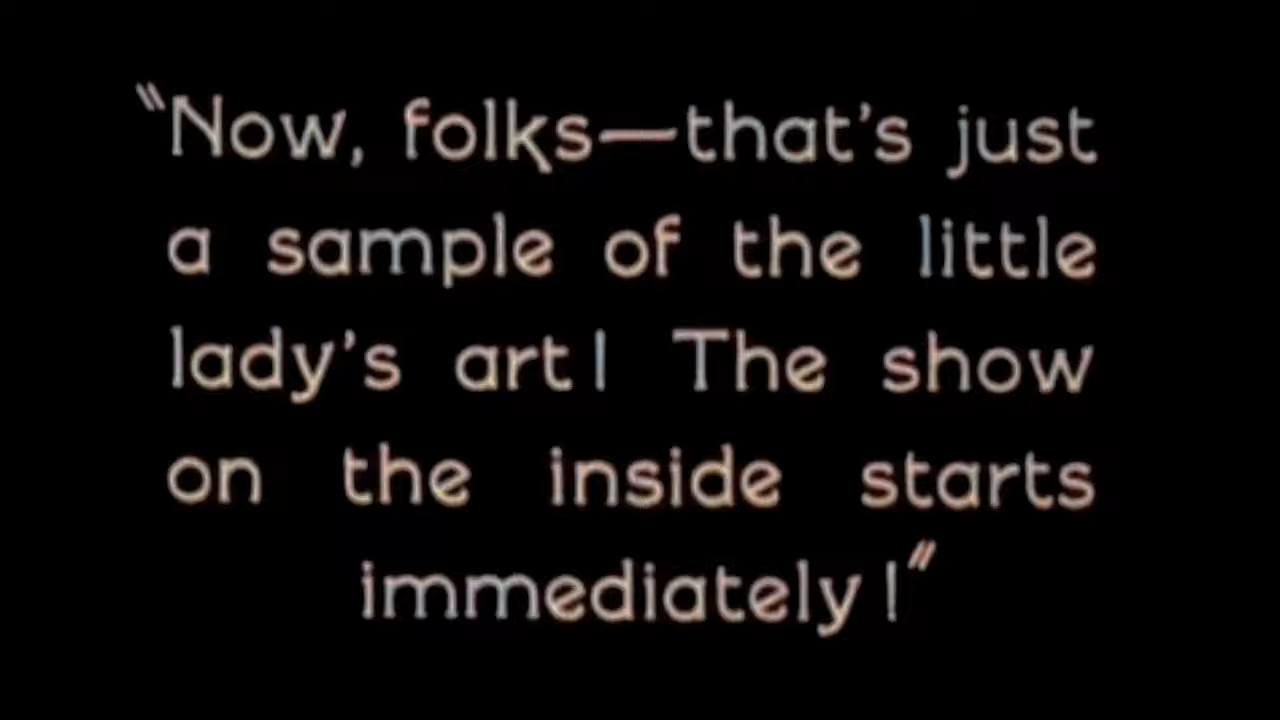 "Now, folks—that's just
a sample of the little
lady's art! The show
on the inside starts
immediately!"